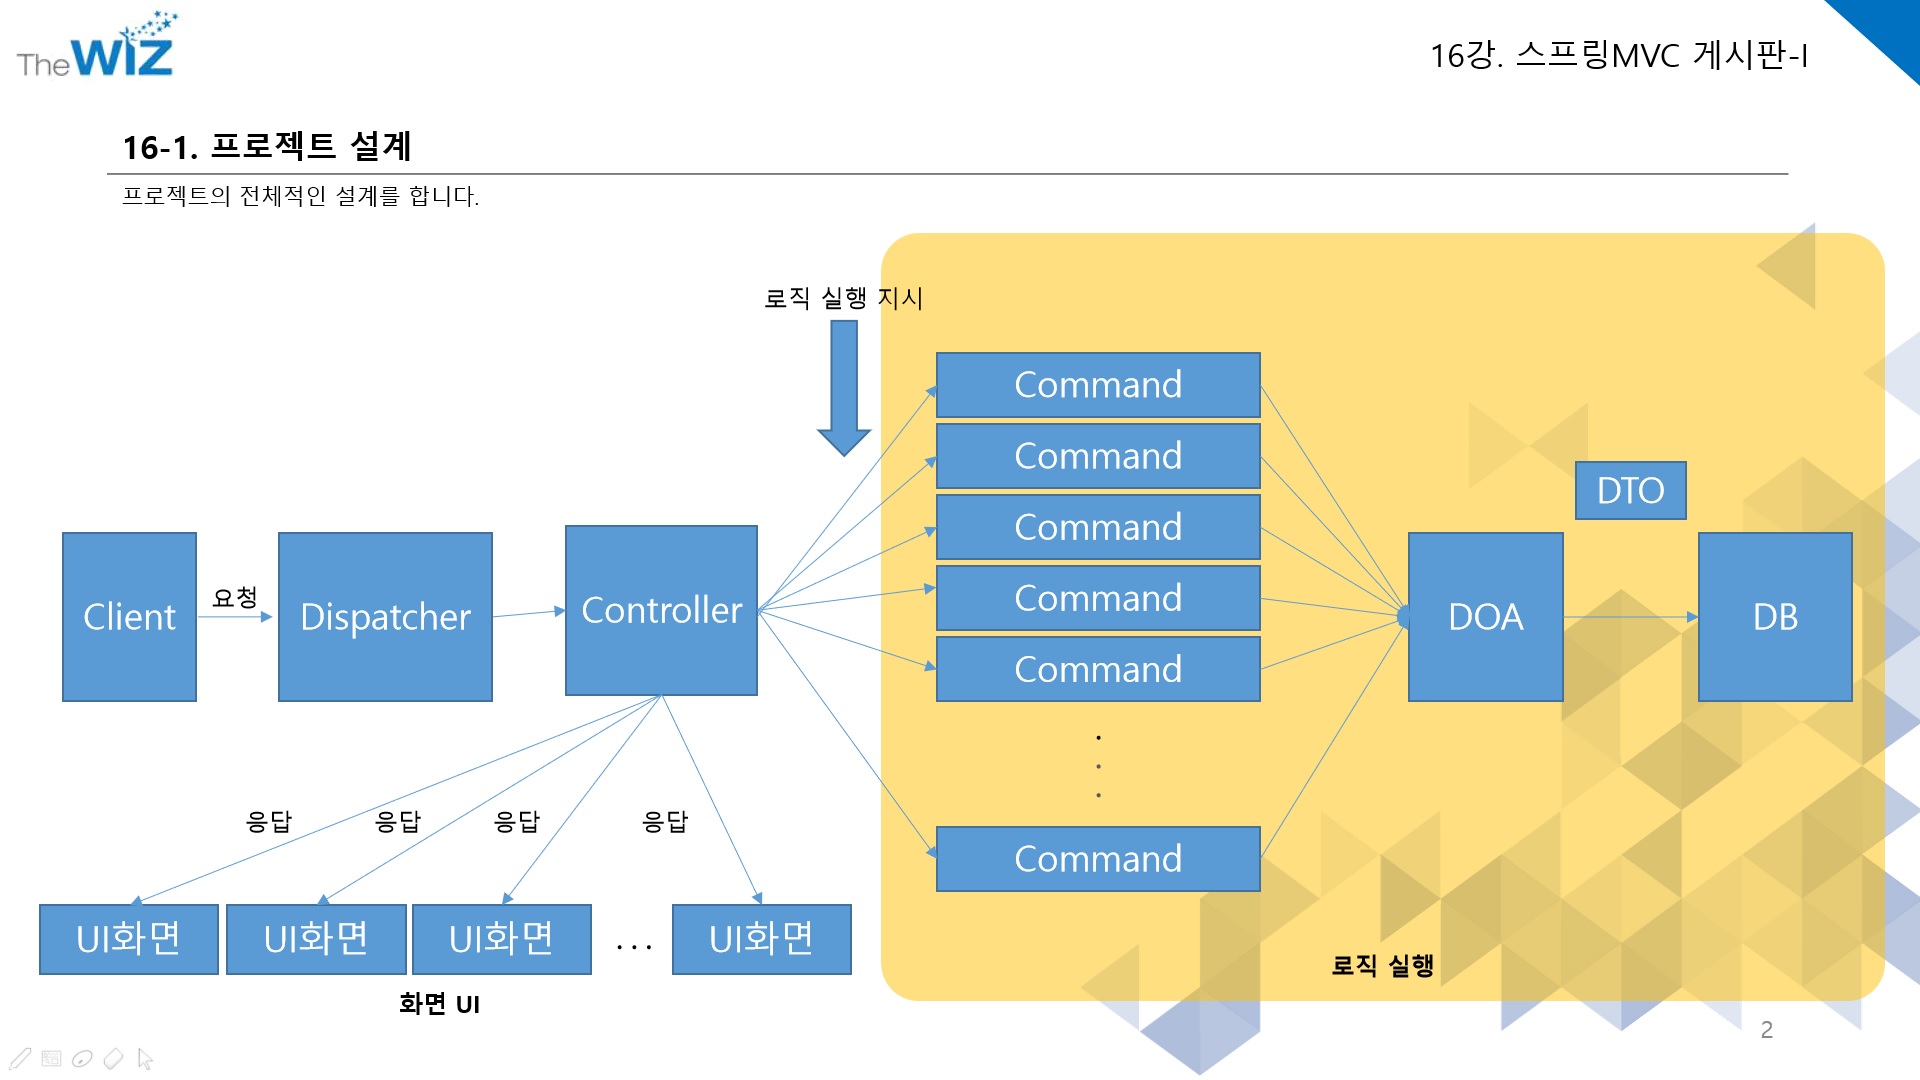 The WIZ
16강. 스프링MVC 게시판-I
16-1. 프로젝트 설계
프로젝트의 전체적인 설계를 합니다.
로직 실행 지시
Command
Command
Command
Command
Command
.
.
.
Command
Client
요청
Dispatcher
Controller
DTO
DOA
DB
응답
응답
응답
응답
UI화면
UI화면
UI화면
...
UI화면
화면 UI
로직 실행
2